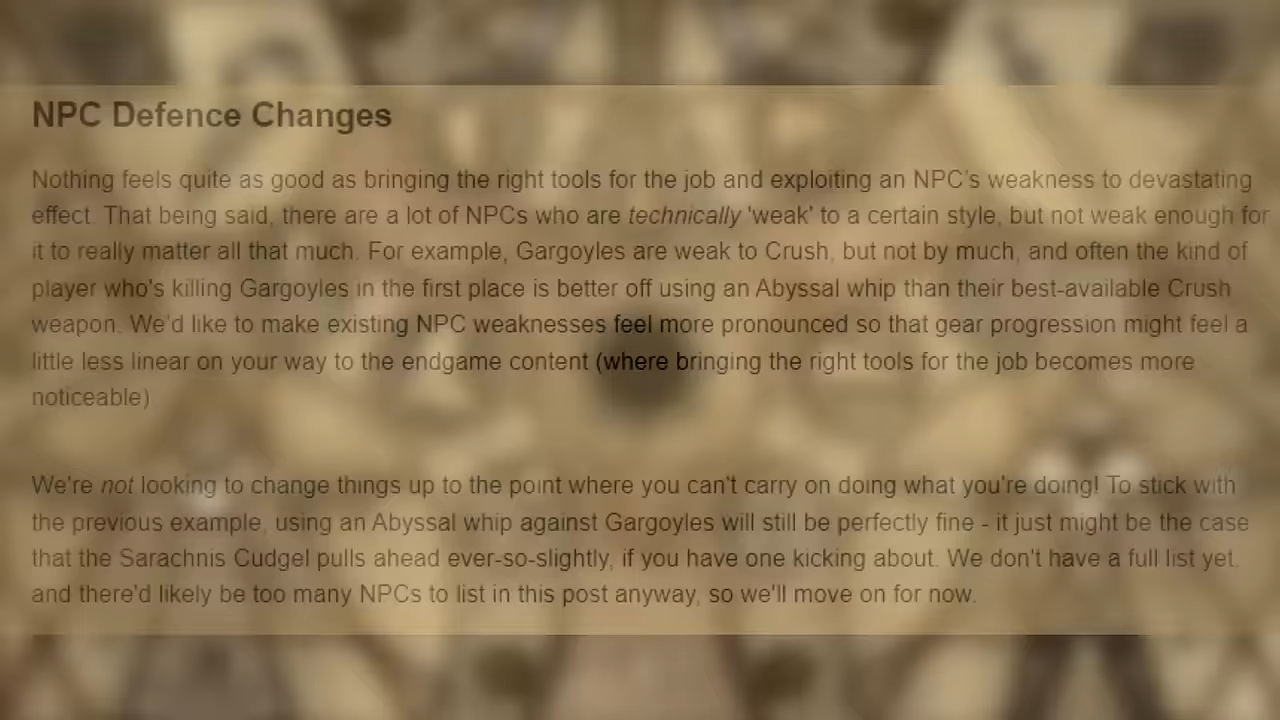 NPC Defence Changes
Nothing feels quite as good as bringing the right tools for the job and exploiting an NPC's weakness to devastating
effect. That being said, there are a lot of NPCs who are technically 'weak' to a certain style, but not weak enough for
it to really matter all that much. For example, Gargoyles are weak to Crush, but not by much, and often the kind of
player who's killing Gargoyles in the first place is better off using an Abyssal whip than their best-available Crush
weapon. We'd like to make existing NPC weaknesses feel more pronounced so that gear progression might feel a
little less linear on your way to the endgame content (where bringing the right tools for the job becomes more
noticeable)
We're not looking to change things up to the point where you can't carry on doing what you're doing! To stick with
the previous example, using an Abyssal whip against Gargoyles will still be perfectly fine - it just might be the case
that the Sarachnis Cudgel pulls ahead ever-so-slightly, if you have one kicking about. We don't have a full list yet.
and there'd likely be too many NPCs to list in this post anyway, so we'll move on for now.